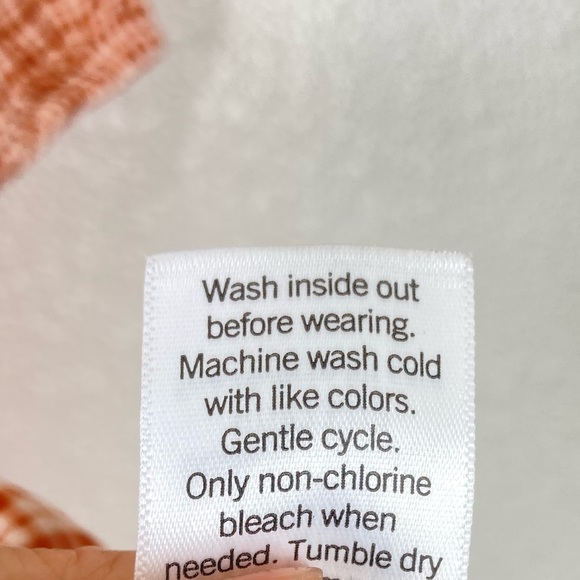 Wash inside out
before wearing.
Machine wash cold
with like colors.
Gentle cycle.
Only non-chlorine
bleach when
needed. Tumble dry